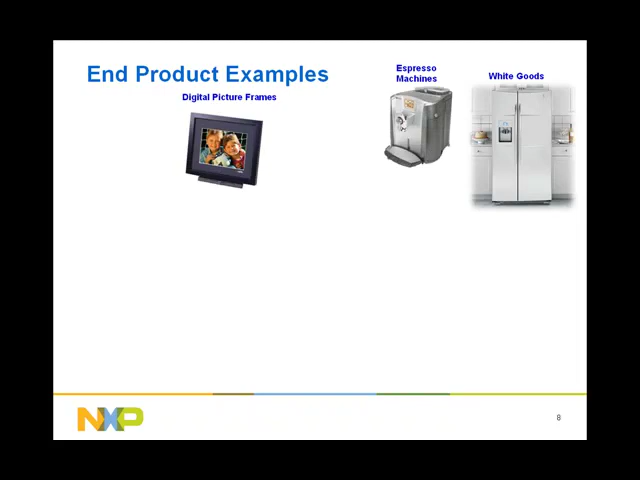 End Product Examples
Digital Picture Frames
Espresso
Machines
White Goods
NXP
8